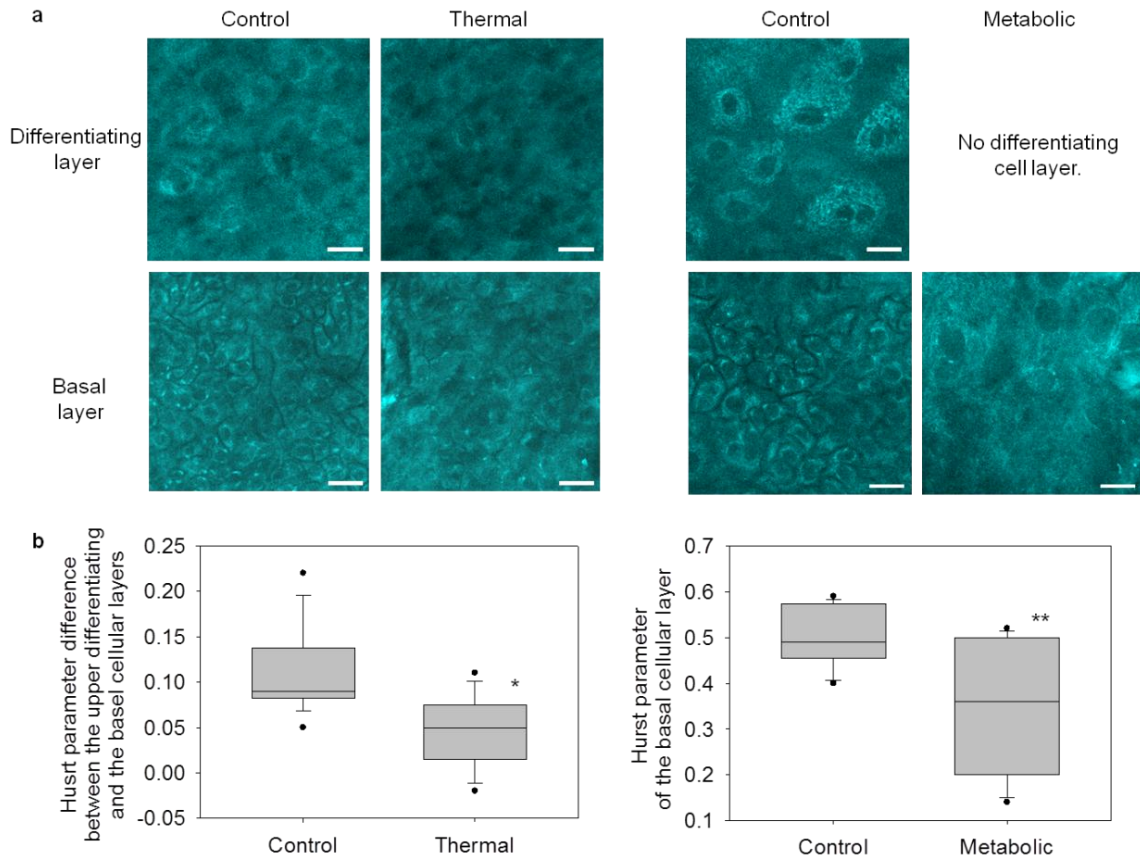 a
Control
Thermal
Control
Metabolic
Differentiating
layer
No differentiating
cell layer.
Basal
layer
b
Husrt parameter difference
between the upper differentiating
and the basel cellular layers
0.25
0.20
0.15
0.10
0.05
0.00
-0.05
*
Control
Thermal
Hurst parameter
of the basal cellular layer
0.7
0.6
0.5
0.4
0.3
0.2
0.1
**
Control
Metabolic